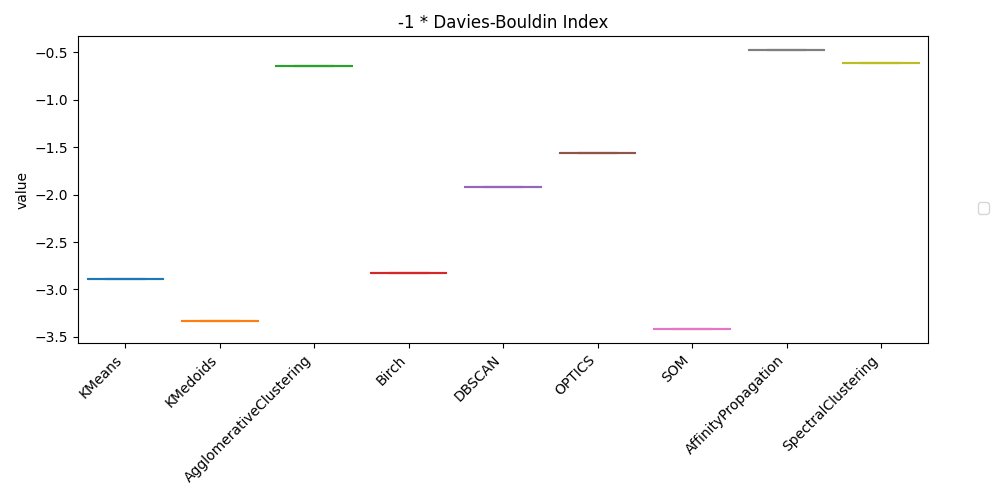 -1 * Davies-Bouldin Index
value
−0.5
−1.0
−1.5
−2.0
−2.5
−3.0
−3.5
KMeans
KMedoids
AgglomerativeClustering
Birch
DBSCAN
OPTICS
SOM
AffinityPropagation
SpectralClustering